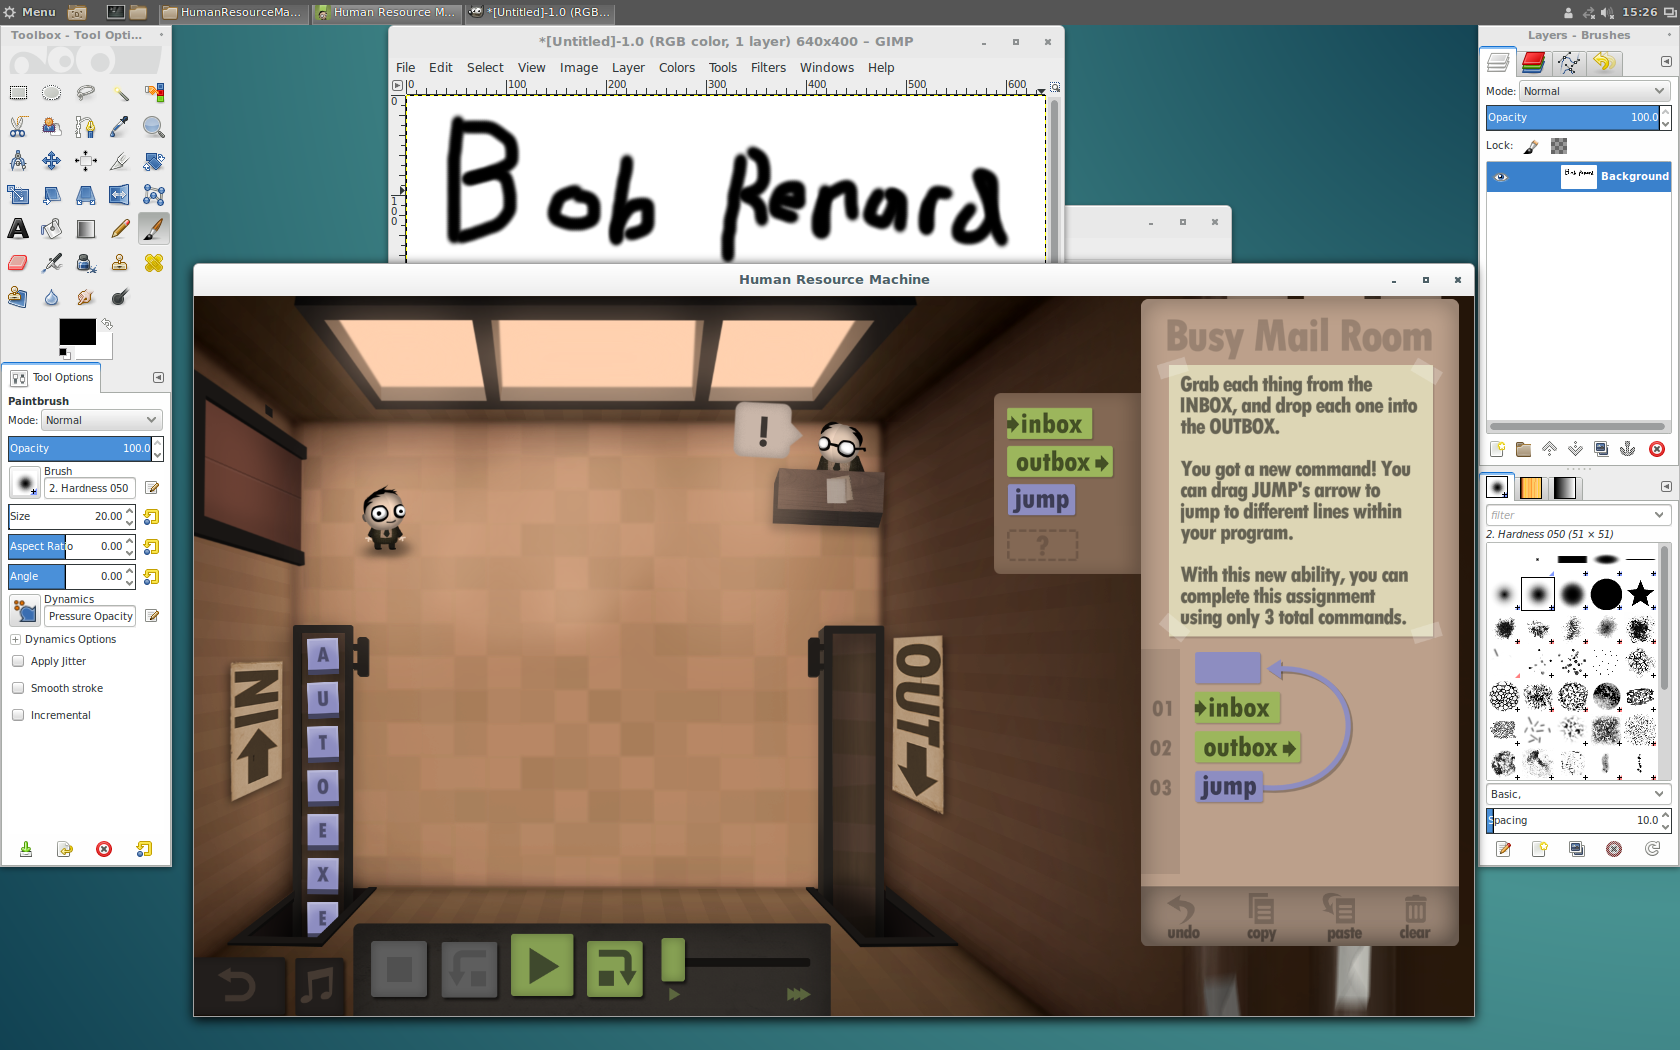 Menu
HumanResourceMa...
Human Resource M...
*[Untitled]-1.0 (RGB...
15:26
Toolbox - Tool Opti...
Tool Options
Paintbrush
Mode: Normal
Opacity 100.0
Brush
2. Hardness 050
Size 20.00
Aspect Ratio 0.00
Angle 0.00
Dynamics
Pressure Opacity
Dynamics Options
Apply Jitter
Smooth stroke
Incremental
*[Untitled]-1.0 (RGB color, 1 layer) 640x400 – GIMP
File Edit Select View Image Layer Colors Tools Filters Windows Help
0 100 200 300 400 500 600
0
100
Bob Renard
Human Resource Machine
!
inbox
outbox
jump
?
IN
A
U
T
O
E
X
E
OUT
Busy Mail Room
Grab each thing from the
INBOX, and drop each one into
the OUTBOX.
You got a new command! You
can drag JUMP's arrow to
jump to different lines within
your program.
With this new ability, you can
complete this assignment
using only 3 total commands.
01 inbox
02 outbox
03 jump
undo copy paste clear
Layers - Brushes
Mode: Normal
Opacity 100.0
Lock:
Bob Renard
Background
filter
2. Hardness 050 (51 × 51)
Basic,
Spacing 10.0